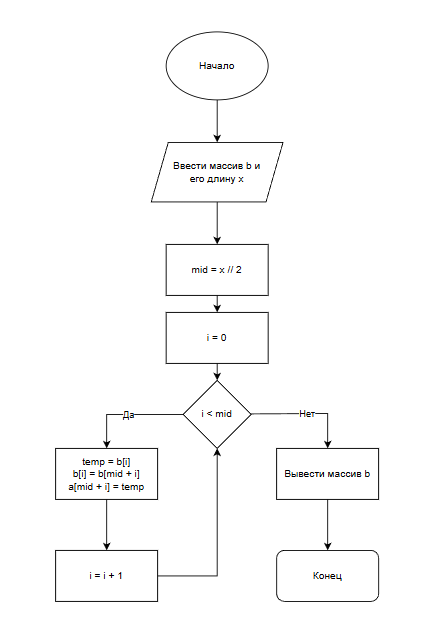 Начало
Ввести массив b и
его длину x
mid = x // 2
i = 0
i < mid
Да
Нет
temp = b[i]
b[i] = b[mid + i]
a[mid + i] = temp
Вывести массив b
i = i + 1
Конец